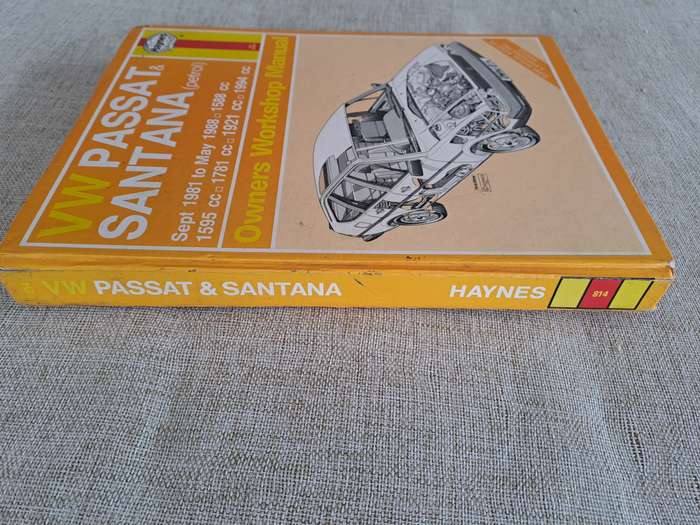 HAYNES
VW PASSAT &
SANTANA (petrol)
Sept 1981 to May 1988 □ 1588 cc
1595 cc □ 1781 cc □ 1921 cc □ 1994 cc
Owners Workshop Manual
VW PASSAT & SANTANA HAYNES 814